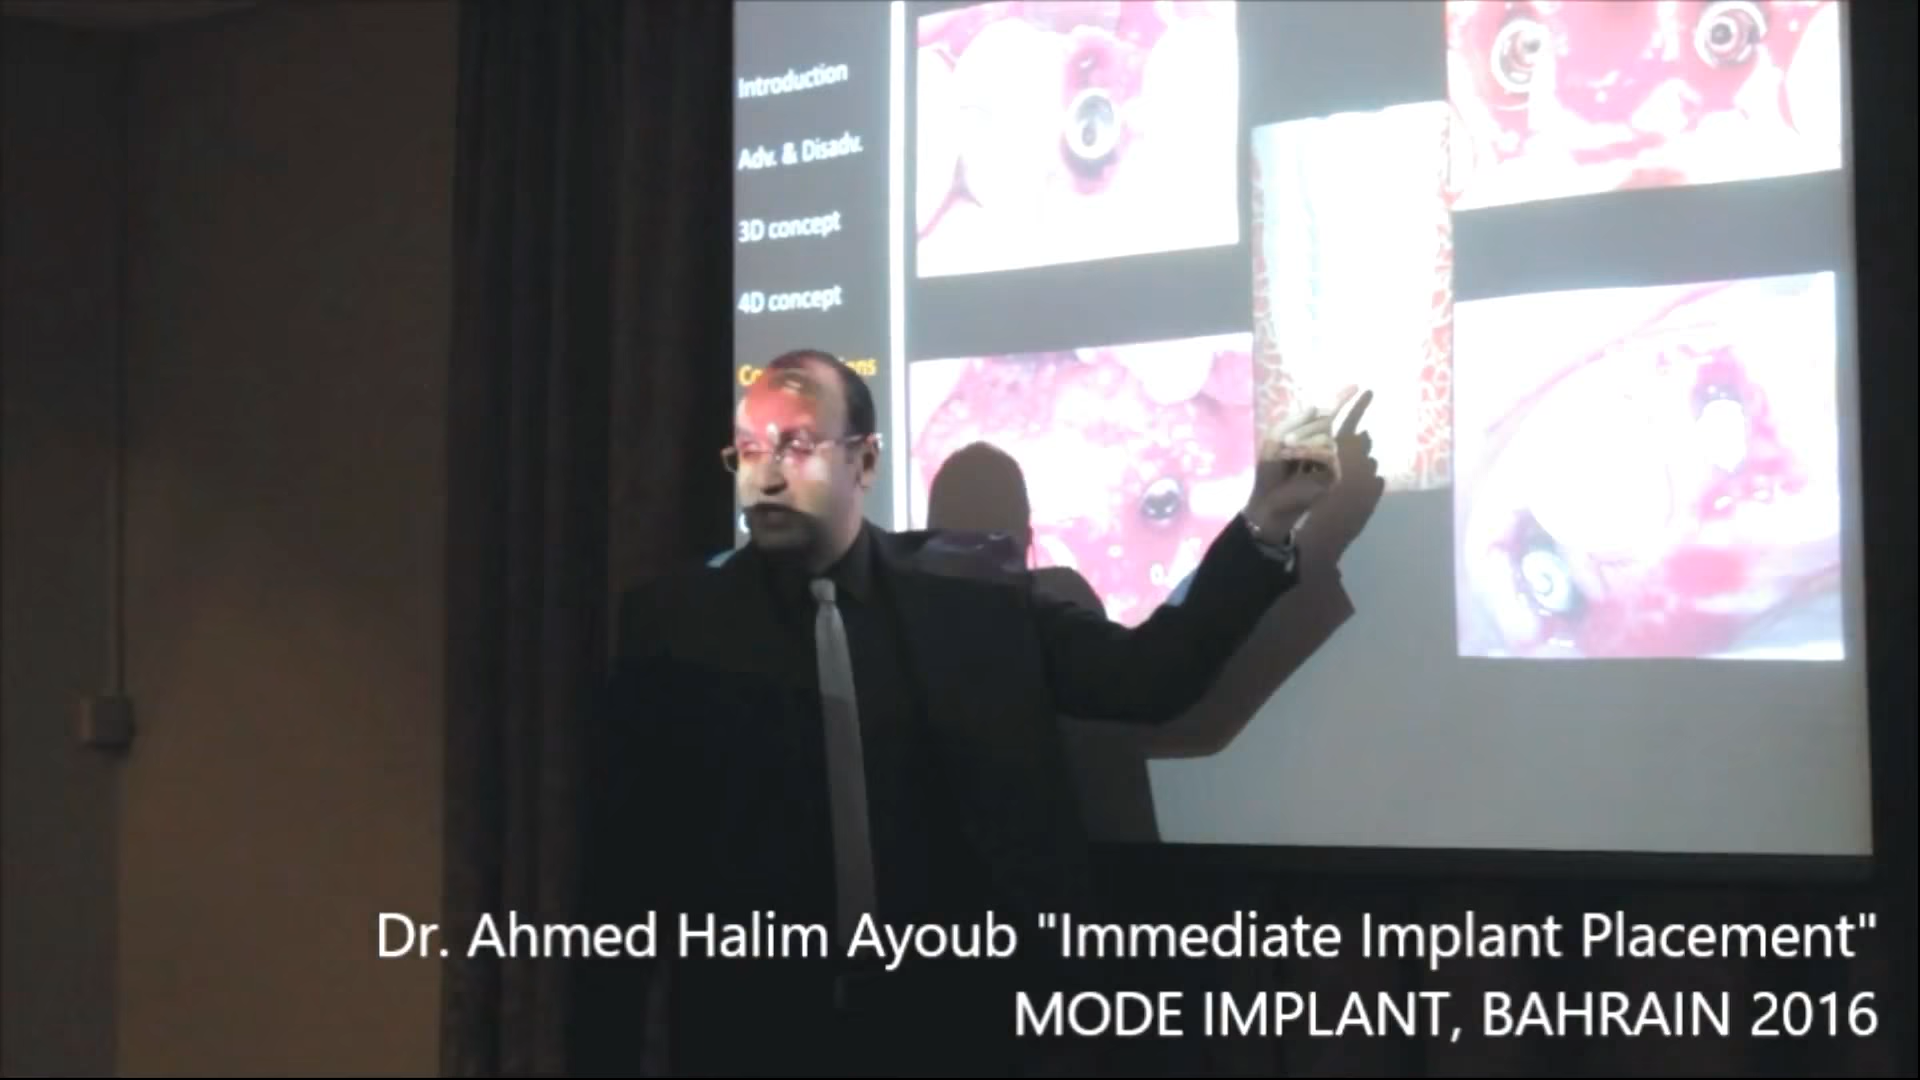 Introduction
Adv. & Disadv.
3D concept
4D concept
Dr. Ahmed Halim Ayoub "Immediate Implant Placement"
MODE IMPLANT, BAHRAIN 2016